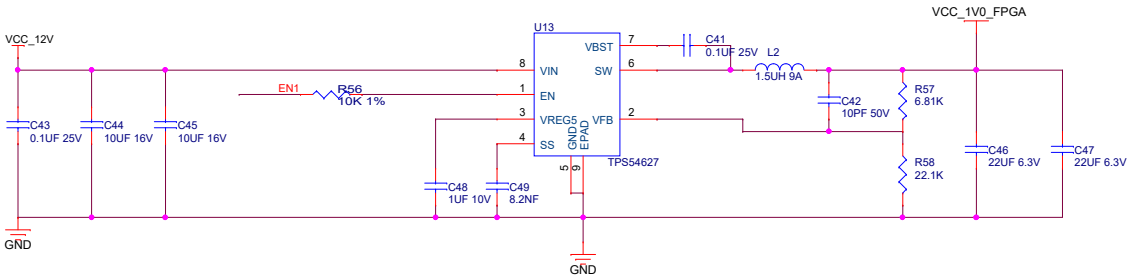 VCC_1V0_FPGA
U13
VCC_12V
7
C41
VBST
0.1UF 25V
L2
8
6
VIN
SW
1.5UH 9A
EN1
R56
10K 1%
1
EN
R57
6.81K
C42
10PF 50V
3
2
VREG5
VFB
C43
0.1UF 25V
C44
10UF 16V
C45
10UF 16V
4
SS
GND
EPAD
TPS54627
5
9
R58
22.1K
C46
22UF 6.3V
C47
22UF 6.3V
C48
1UF 10V
C49
8.2NF
GND
GND